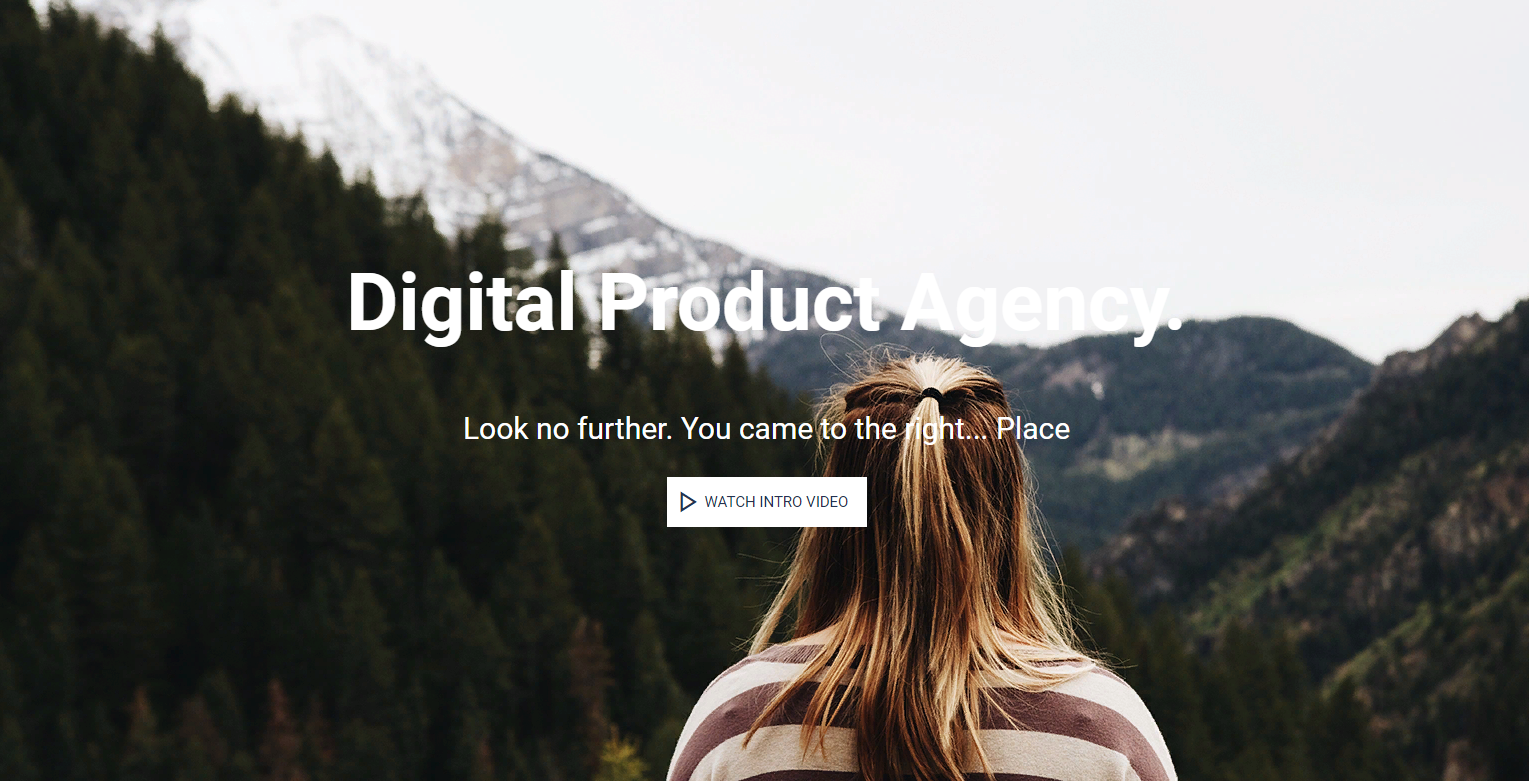 Digital Product Agency.
Look no further. You came to the right... Place
WATCH INTRO VIDEO